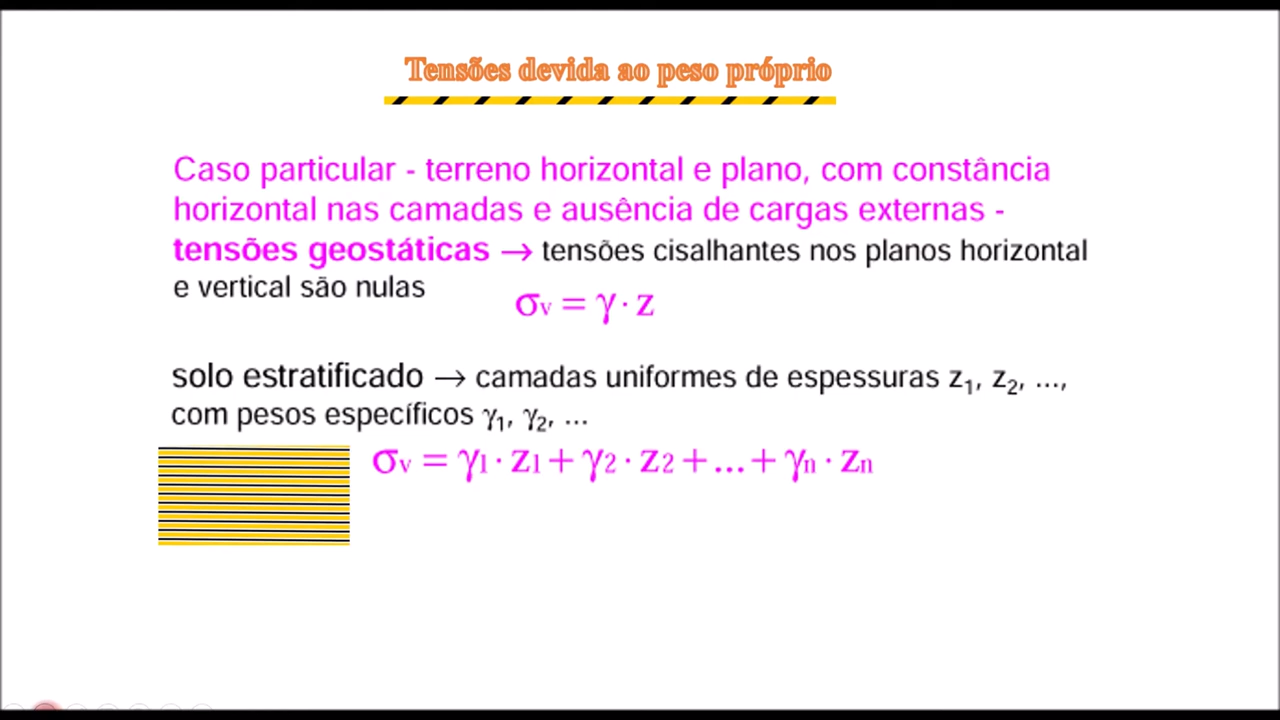 Tensões devida ao peso próprio
Caso particular - terreno horizontal e plano, com constância
horizontal nas camadas e ausência de cargas externas -
tensões geostáticas → tensões cisalhantes nos planos horizontal
e vertical são nulas
σv = γ · z
solo estratificado → camadas uniformes de espessuras z₁, z₂, ...,
com pesos específicos γ₁, γ₂, ...
σv = γ1 · z1 + γ2 · z2 + ... + γn · zn